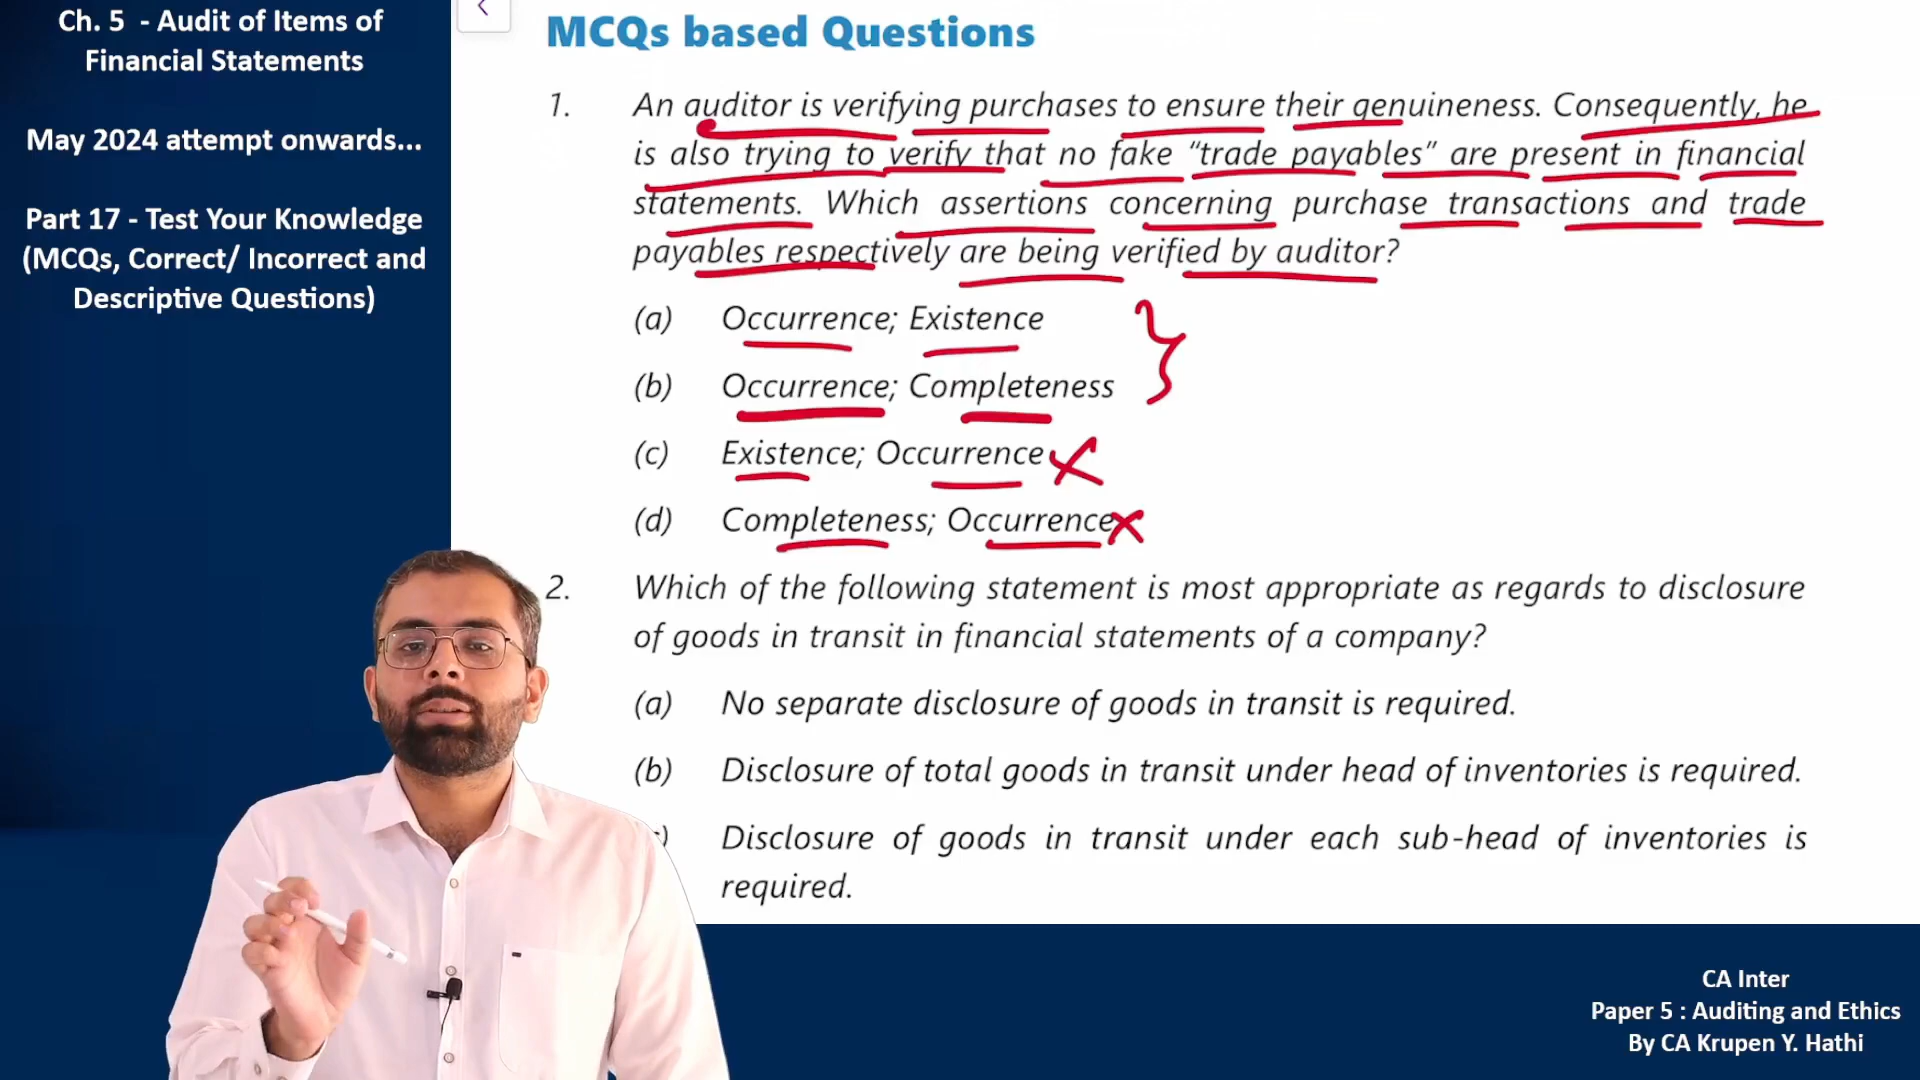 Ch. 5 - Audit of Items of
Financial Statements
May 2024 attempt onwards...
Part 17 - Test Your Knowledge
(MCQs, Correct/ Incorrect and
Descriptive Questions)
MCQs based Questions
1. An auditor is verifying purchases to ensure their genuineness. Consequently, he
is also trying to verify that no fake “trade payables” are present in financial
statements. Which assertions concerning purchase transactions and trade
payables respectively are being verified by auditor?
(a) Occurrence; Existence
(b) Occurrence; Completeness
(c) Existence; Occurrence
(d) Completeness; Occurrence
2. Which of the following statement is most appropriate as regards to disclosure
of goods in transit in financial statements of a company?
(a) No separate disclosure of goods in transit is required.
(b) Disclosure of total goods in transit under head of inventories is required.
Disclosure of goods in transit under each sub-head of inventories is
required.
CA Inter
Paper 5 : Auditing and Ethics
By CA Krupen Y. Hathi